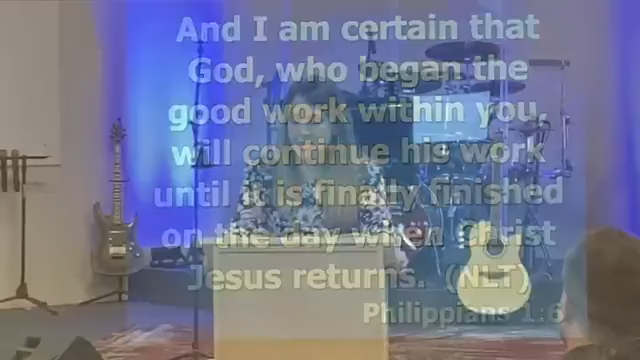 And I am certain that
God, who began the
good work within you,
will continue his work
until it is finally finished
on the day when Christ
Jesus returns. (NLT)
Philippians 1:6